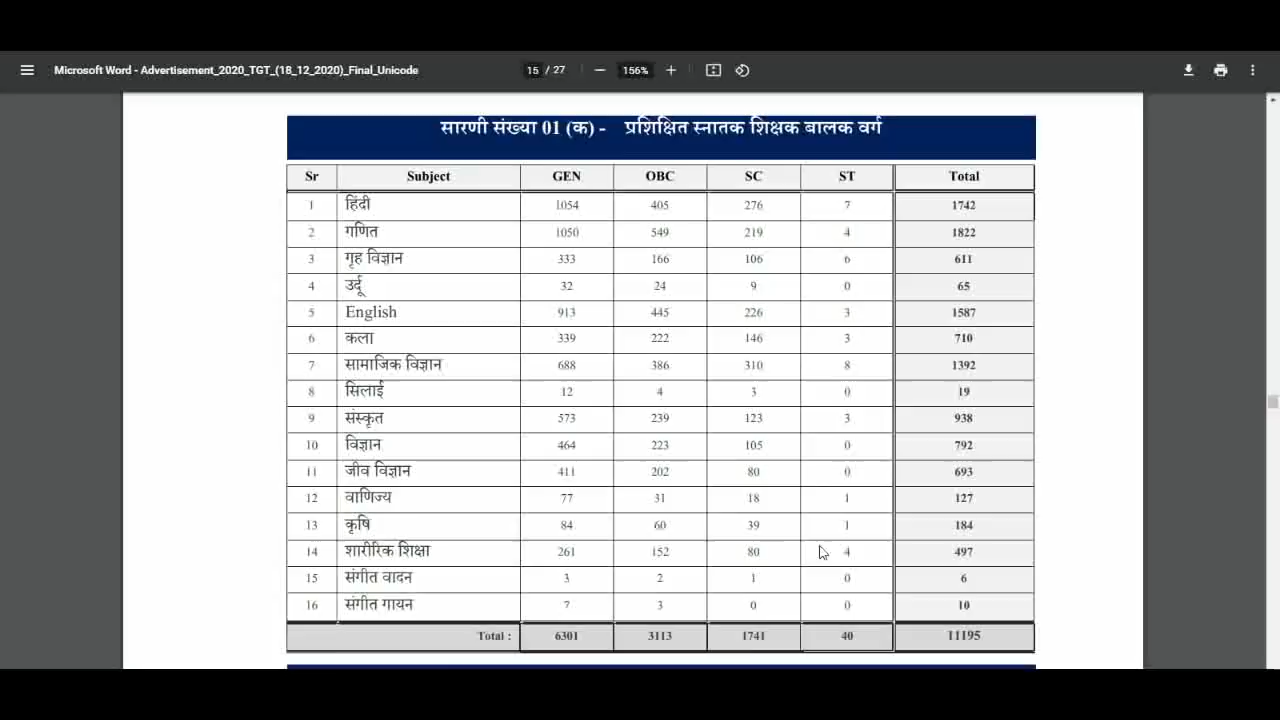 Microsoft Word - Advertisement_2020_TGT_(18_12_2020)_Final_Unicode 15 / 27 156%
सारणी संख्या 01 (क) - प्रशिक्षित स्नातक शिक्षक बालक वर्ग
Sr Subject GEN OBC SC ST Total
1 हिंदी 1054 405 276 7 1742
2 गणित 1050 549 219 4 1822
3 गृह विज्ञान 333 166 106 6 611
4 उर्दू 32 24 9 0 65
5 English 913 445 226 3 1587
6 कला 339 222 146 3 710
7 सामाजिक विज्ञान 688 386 310 8 1392
8 सिलाई 12 4 3 0 19
9 संस्कृत 573 239 123 3 938
10 विज्ञान 464 223 105 0 792
11 जीव विज्ञान 411 202 80 0 693
12 वाणिज्य 77 31 18 1 127
13 कृषि 84 60 39 1 184
14 शारीरिक शिक्षा 261 152 80 4 497
15 संगीत वादन 3 2 1 0 6
16 संगीत गायन 7 3 0 0 10
Total : 6301 3113 1741 40 11195